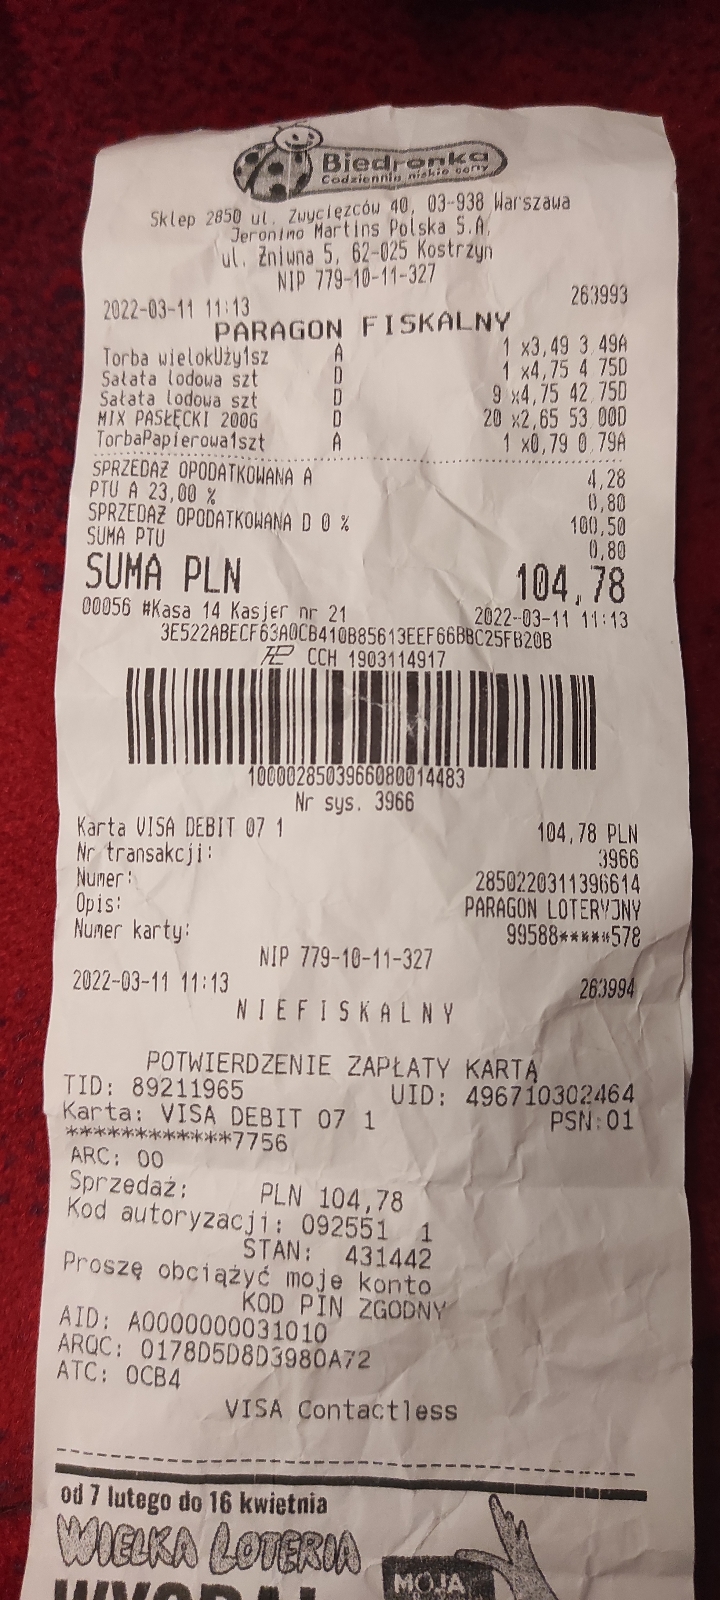 Biedronka
Codziennie niskie ceny
Sklep 2850 ul. Zwycięzców 40, 03-938 Warszawa
Jeronimo Martins Polska S.A.
ul. Żniwna 5, 62-025 Kostrzyn
NIP 779-10-11-327
2022-03-11 11:13 263993
PARAGON FISKALNY
Torba wielokUży1sz A 1 x3,49 3,49A
Sałata lodowa szt D 1 x4,75 4,75D
Sałata lodowa szt D 9 x4,75 42,75D
MIX PASŁĘCKI 200G D 20 x2,65 53,00D
TorbaPapierowa1szt A 1 x0,79 0,79A
SPRZEDAŻ OPODATKOWANA A 4,28
PTU A 23,00 % 0,80
SPRZEDAŻ OPODATKOWANA D 0 % 100,50
SUMA PTU 0,80
SUMA PLN 104,78
00056 #Kasa 14 Kasjer nr 21 2022-03-11 11:13
3E522ABECF63A0CB410B85613EEF66BBC25FB20B
CCH 1903114917
1000028503966080014483
Nr sys. 3966
Karta VISA DEBIT 07 1 104,78 PLN
Nr transakcji: 3966
Numer: 2850220311396614
Opis: PARAGON LOTERYJNY
Numer karty: 99588*****578
NIP 779-10-11-327
2022-03-11 11:13 263994
NIEFISKALNY
POTWIERDZENIE ZAPŁATY KARTĄ
TID: 89211965 UID: 496710302464
Karta: VISA DEBIT 07 1 PSN:01
************7756
ARC: 00
Sprzedaż: PLN 104,78
Kod autoryzacji: 092551 1
STAN: 431442
Proszę obciążyć moje konto
KOD PIN ZGODNY
AID: A0000000031010
ARQC: 0178D5D8D3980A72
ATC: 0CB4
VISA Contactless
od 7 lutego do 16 kwietnia
WIELKA LOTERIA
WYGRAJ
MOJA